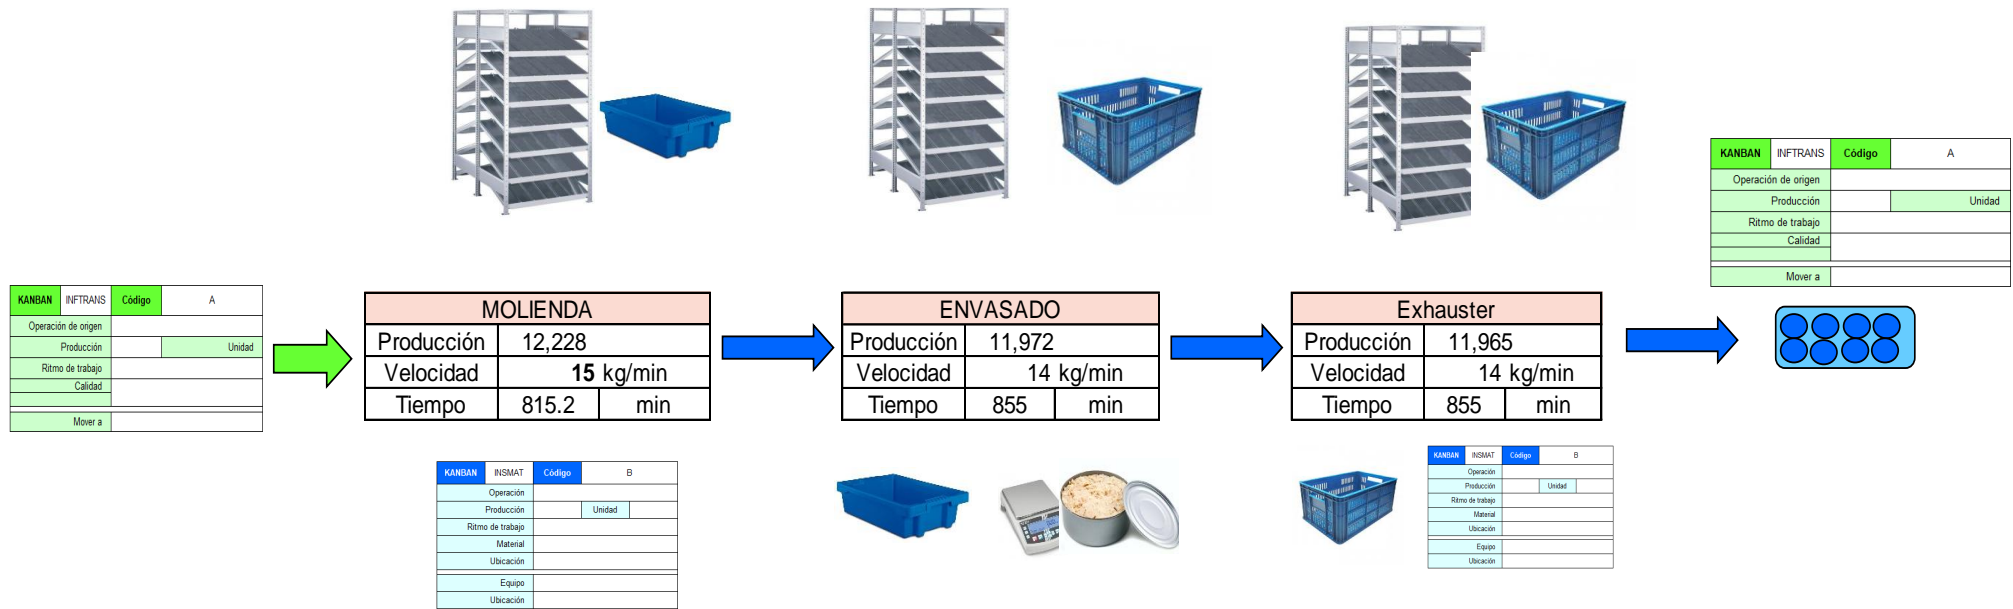 KANBAN INFTRANS Código A
Operación de origen
Producción Unidad
Ritmo de trabajo
Calidad
Mover a
KANBAN INFTRANS Código A
Operación de origen
Producción Unidad
Ritmo de trabajo
Calidad
Mover a
MOLIENDA
Producción 12,228
Velocidad 15 kg/min
Tiempo 815.2 min
ENVASADO
Producción 11,972
Velocidad 14 kg/min
Tiempo 855 min
Exhauster
Producción 11,965
Velocidad 14 kg/min
Tiempo 855 min
KANBAN INSMAT Código B
Operación
Producción Unidad
Ritmo de trabajo
Material
Ubicación
Equipo
Ubicación
KANBAN INSMAT Código B
Operación
Producción Unidad
Ritmo de trabajo
Material
Ubicación
Equipo
Ubicación